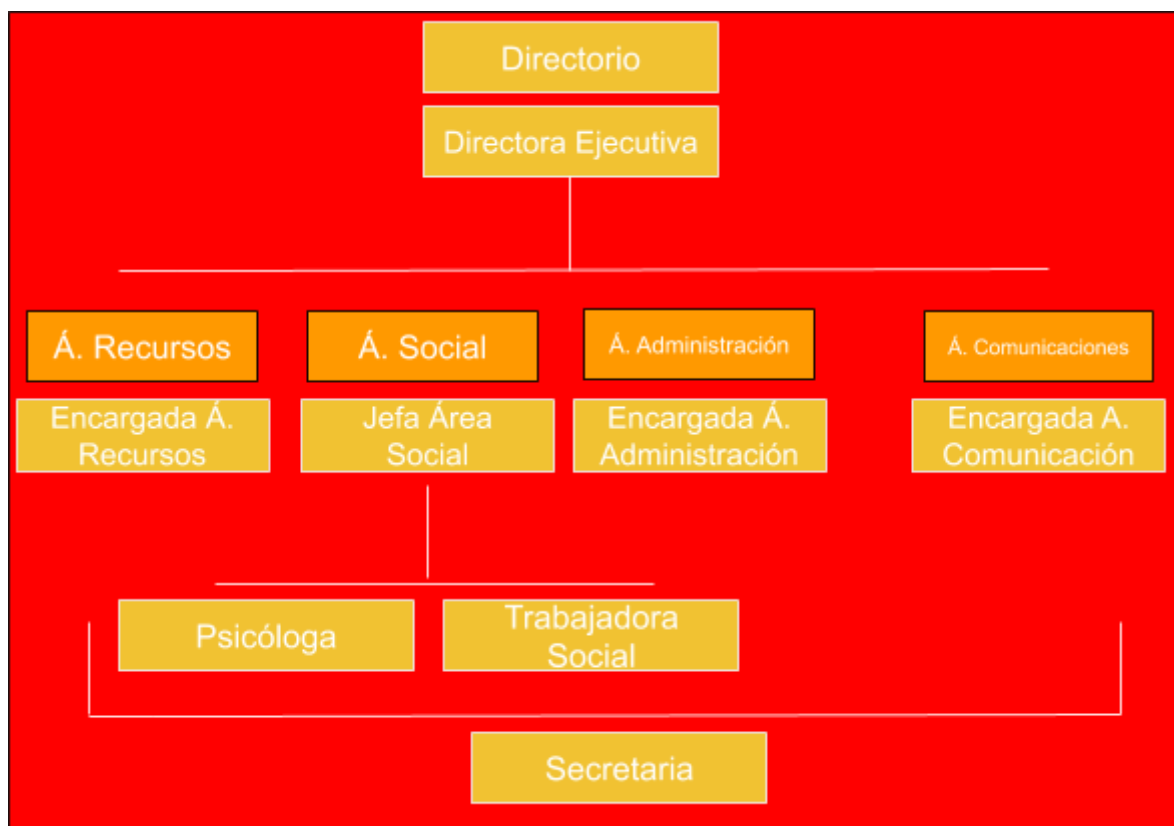 Directorio
Directora Ejecutiva
Á. Recursos
Á. Social
Á. Administración
Á. Comunicaciones
Encargada Á.
Recursos
Jefa Área
Social
Encargada Á.
Administración
Encargada A.
Comunicación
Psicóloga
Trabajadora
Social
Secretaria